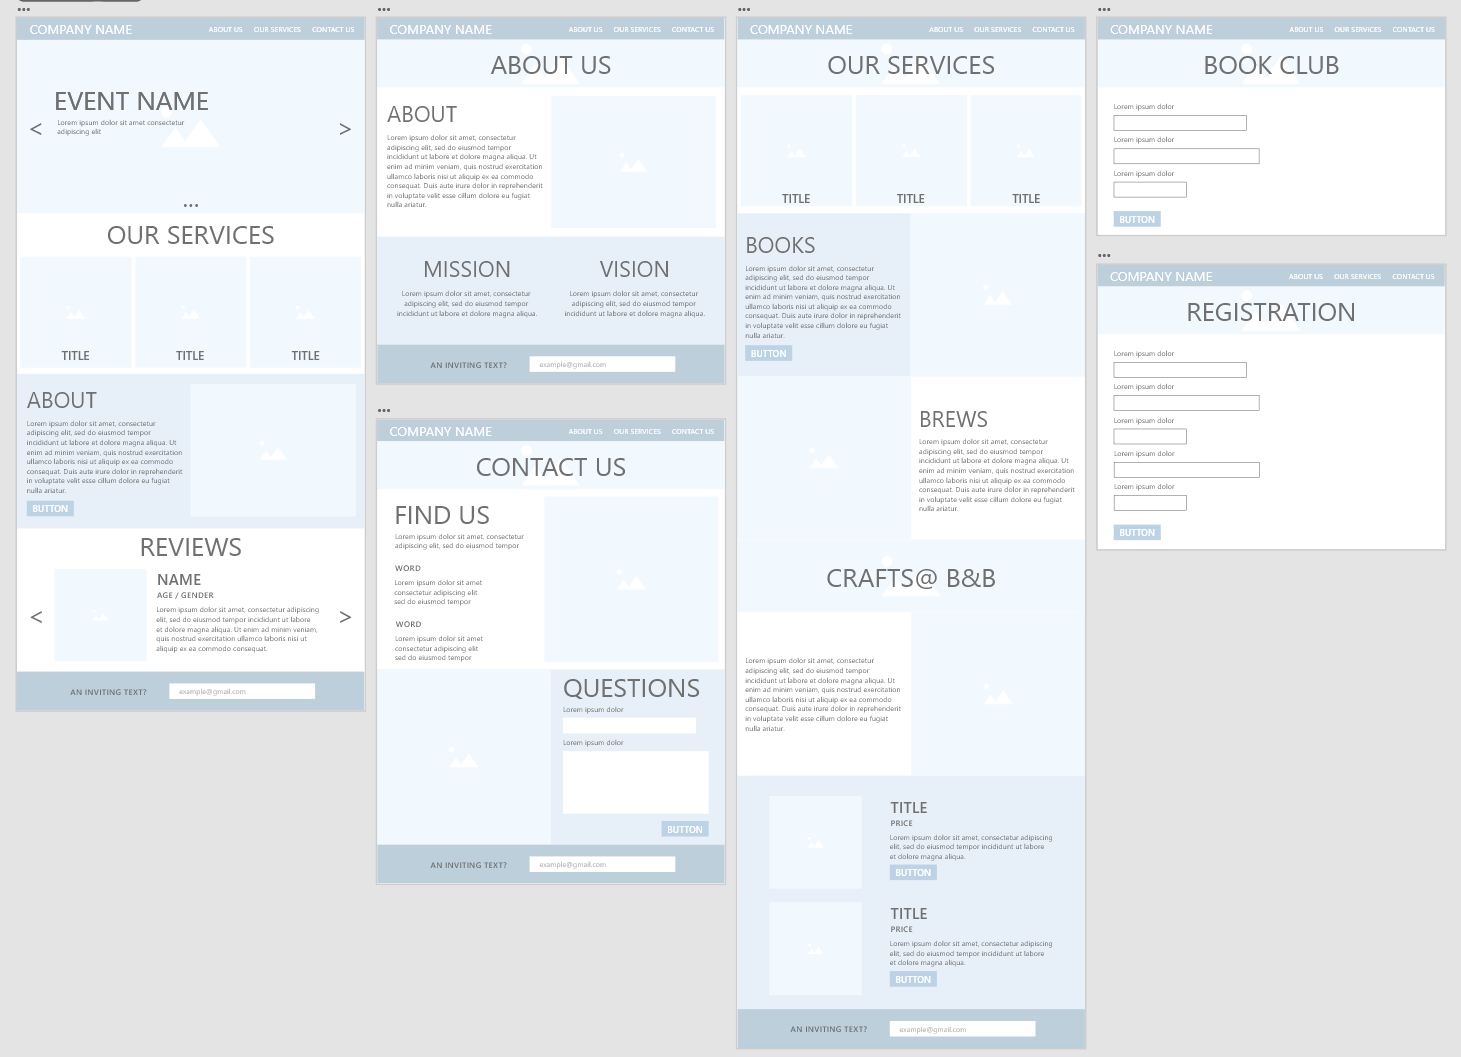 COMPANY NAME
ABOUT US OUR SERVICES CONTACT US
EVENT NAME
Lorem ipsum dolor sit amet consectetur
adipiscing elit
< >
OUR SERVICES
TITLE TITLE TITLE
ABOUT
Lorem ipsum dolor sit amet, consectetur
adipiscing elit, sed do eiusmod tempor
incididunt ut labore et dolore magna aliqua. Ut
enim ad minim veniam, quis nostrud exercitation
ullamco laboris nisi ut aliquip ex ea commodo
consequat. Duis aute irure dolor in reprehenderit
in voluptate velit esse cillum dolore eu fugiat
nulla ariatur.
BUTTON
REVIEWS
< >
NAME
AGE / GENDER
Lorem ipsum dolor sit amet, consectetur adipiscing
elit, sed do eiusmod tempor incididunt ut labore
et dolore magna aliqua. Ut enim ad minim veniam,
quis nostrud exercitation ullamco laboris nisi ut
aliquip ex ea commodo consequat.
AN INVITING TEXT? example@gmail.com
COMPANY NAME
ABOUT US OUR SERVICES CONTACT US
ABOUT US
ABOUT
Lorem ipsum dolor sit amet, consectetur
adipiscing elit, sed do eiusmod tempor
incididunt ut labore et dolore magna aliqua. Ut
enim ad minim veniam, quis nostrud exercitation
ullamco laboris nisi ut aliquip ex ea commodo
consequat. Duis aute irure dolor in reprehenderit
in voluptate velit esse cillum dolore eu fugiat
nulla ariatur.
MISSION
Lorem ipsum dolor sit amet, consectetur
adipiscing elit, sed do eiusmod tempor
incididunt ut labore et dolore magna aliqua.
VISION
Lorem ipsum dolor sit amet, consectetur
adipiscing elit, sed do eiusmod tempor
incididunt ut labore et dolore magna aliqua.
AN INVITING TEXT? example@gmail.com
COMPANY NAME
ABOUT US OUR SERVICES CONTACT US
CONTACT US
FIND US
Lorem ipsum dolor sit amet, consectetur
adipiscing elit, sed do eiusmod tempor
WORD
Lorem ipsum dolor sit amet
consectetur adipiscing elit
sed do eiusmod tempor
WORD
Lorem ipsum dolor sit amet
consectetur adipiscing elit
sed do eiusmod tempor
QUESTIONS
Lorem ipsum dolor
Lorem ipsum dolor
BUTTON
AN INVITING TEXT? example@gmail.com
COMPANY NAME
ABOUT US OUR SERVICES CONTACT US
OUR SERVICES
TITLE TITLE TITLE
BOOKS
Lorem ipsum dolor sit amet, consectetur
adipiscing elit, sed do eiusmod tempor
incididunt ut labore et dolore magna aliqua. Ut
enim ad minim veniam, quis nostrud exercitation
ullamco laboris nisi ut aliquip ex ea commodo
consequat. Duis aute irure dolor in reprehenderit
in voluptate velit esse cillum dolore eu fugiat
nulla ariatur.
BUTTON
BREWS
Lorem ipsum dolor sit amet, consectetur
adipiscing elit, sed do eiusmod tempor
incididunt ut labore et dolore magna aliqua. Ut
enim ad minim veniam, quis nostrud exercitation
ullamco laboris nisi ut aliquip ex ea commodo
consequat. Duis aute irure dolor in reprehenderit
in voluptate velit esse cillum dolore eu fugiat
nulla ariatur.
CRAFTS@ B&B
Lorem ipsum dolor sit amet, consectetur
adipiscing elit, sed do eiusmod tempor
incididunt ut labore et dolore magna aliqua. Ut
enim ad minim veniam, quis nostrud exercitation
ullamco laboris nisi ut aliquip ex ea commodo
consequat. Duis aute irure dolor in reprehenderit
in voluptate velit esse cillum dolore eu fugiat
nulla ariatur.
TITLE
PRICE
Lorem ipsum dolor sit amet, consectetur adipiscing
elit, sed do eiusmod tempor incididunt ut labore
et dolore magna aliqua.
BUTTON
TITLE
PRICE
Lorem ipsum dolor sit amet, consectetur adipiscing
elit, sed do eiusmod tempor incididunt ut labore
et dolore magna aliqua.
BUTTON
AN INVITING TEXT? example@gmail.com
COMPANY NAME
ABOUT US OUR SERVICES CONTACT US
BOOK CLUB
Lorem ipsum dolor
Lorem ipsum dolor
Lorem ipsum dolor
BUTTON
COMPANY NAME
ABOUT US OUR SERVICES CONTACT US
REGISTRATION
Lorem ipsum dolor
Lorem ipsum dolor
Lorem ipsum dolor
Lorem ipsum dolor
Lorem ipsum dolor
BUTTON